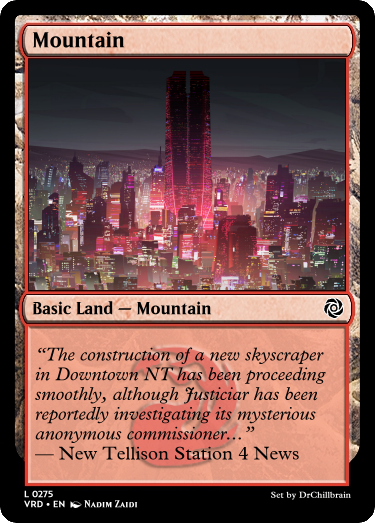 Mountain
Basic Land — Mountain
“The construction of a new skyscraper
in Downtown NT has been proceeding
smoothly, although Justiciar has been
reportedly investigating its mysterious
anonymous commissioner…”
— New Tellison Station 4 News
L 0275
VRD • EN Nadim Zaidi
Set by DrChillbrain